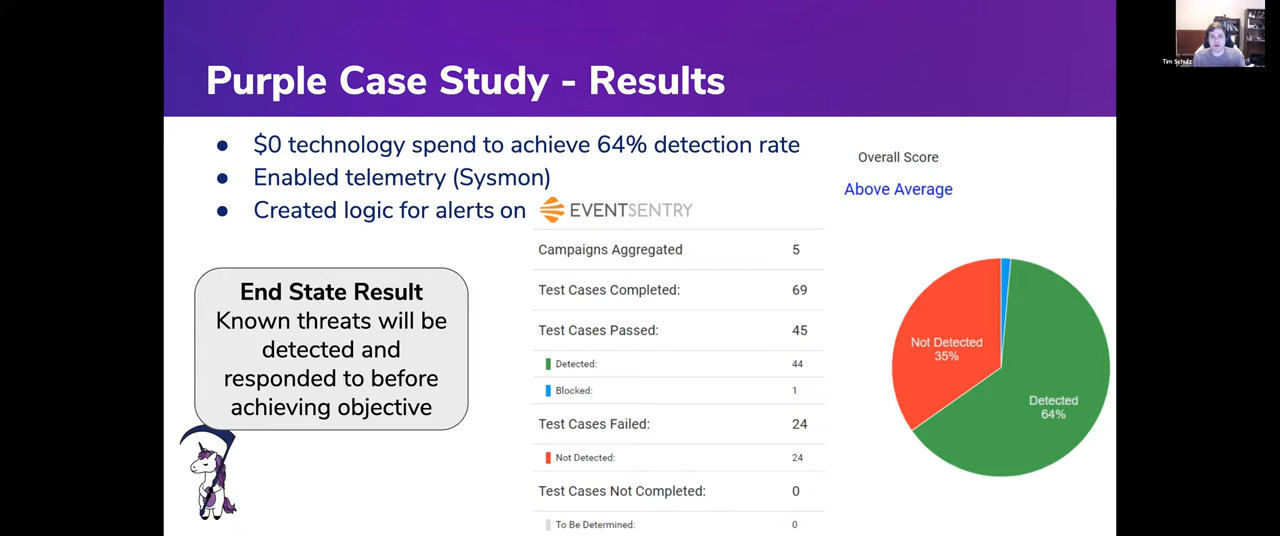 Tim Schulz
Purple Case Study - Results
● $0 technology spend to achieve 64% detection rate
● Enabled telemetry (Sysmon)
● Created logic for alerts on EVENTSENTRY
Overall Score
Above Average
End State Result
Known threats will be
detected and
responded to before
achieving objective
Campaigns Aggregated 5
Test Cases Completed: 69
Test Cases Passed: 45
Detected: 44
Blocked: 1
Test Cases Failed: 24
Not Detected: 24
Test Cases Not Completed: 0
To Be Determined: 0
Not Detected
35%
Detected
64%